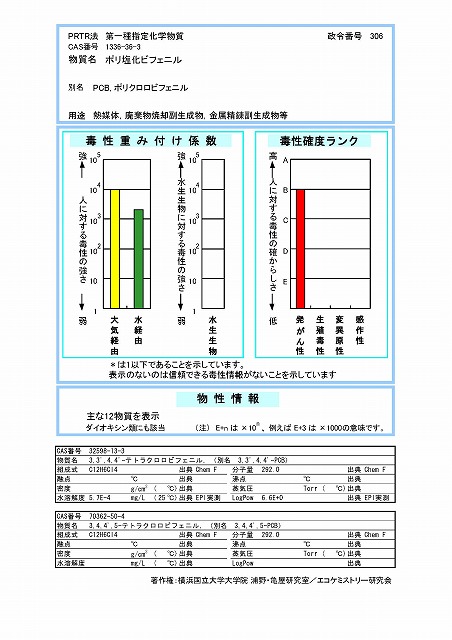 PRTR法 第一種指定化学物質 政令番号 306
CAS番号 1336-36-3
物質名 ポリ塩化ビフェニル
別名 PCB, ポリクロロビフェニル
用途 熱媒体, 廃棄物焼却副生成物, 金属精錬副生成物等
毒性重み付け係数
強 10⁵
10⁴
10³
10²
10
弱 1
人に対する毒性の強さ
大気経由
水経由
強 10⁵
10⁴
10³
10²
10
弱 1
水生生物に対する毒性の強さ
水生生物
毒性確度ランク
高 A
B
C
D
E
低
人に対する毒性の確からしさ
発がん性
生殖毒性
変異原性
感作性
*は1以下であることを示しています。
表示のないのは信頼できる毒性情報がないことを示しています
物性情報
主な12物質を表示
ダイオキシン類にも該当 (注) E+n は ×10ⁿ 、例えば E+3 は ×1000の意味です。
CAS番号 32598-13-3
物質名 3,3',4,4'-テトラクロロビフェニル, (別名 3,3',4,4'-PCB)
組成式 C12H6Cl4 出典 Chem F 分子量 292.0 出典 Chem F
融点 ℃ 出典 沸点 ℃ 出典
密度 g/cm³ ( ℃) 出典 蒸気圧 Torr ( ℃) 出典
水溶解度 5.7E-4 mg/L (25℃) 出典 EPI実測 LogPow 6.6E+0 出典 EPI実測
CAS番号 70362-50-4
物質名 3,4,4',5-テトラクロロビフェニル, (別名 3,4,4',5-PCB)
組成式 C12H6Cl4 出典 Chem F 分子量 292.0 出典 Chem F
融点 ℃ 出典 沸点 ℃ 出典
密度 g/cm³ ( ℃) 出典 蒸気圧 Torr ( ℃) 出典
水溶解度 mg/L ( ℃) 出典 LogPow 出典
著作権:横浜国立大学大学院 浦野・亀屋研究室/エコケミストリー研究会